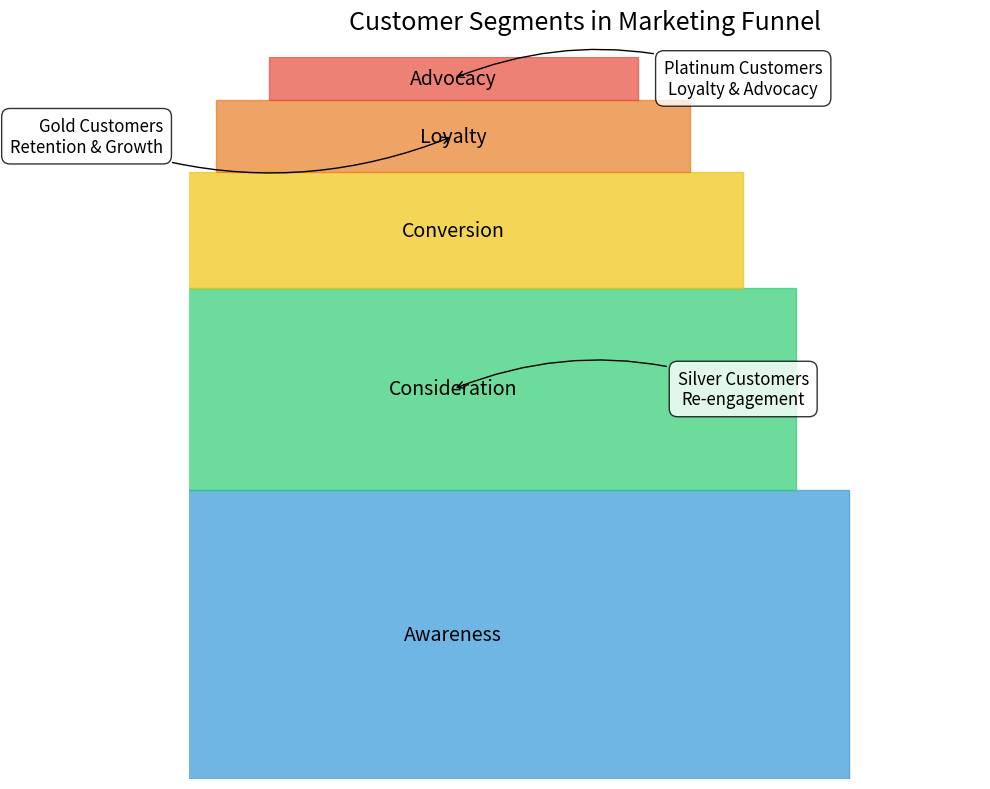 Customer Segments in Marketing Funnel
Advocacy
Platinum Customers
Loyalty & Advocacy
Gold Customers
Retention & Growth
Loyalty
Conversion
Consideration
Silver Customers
Re-engagement
Awareness